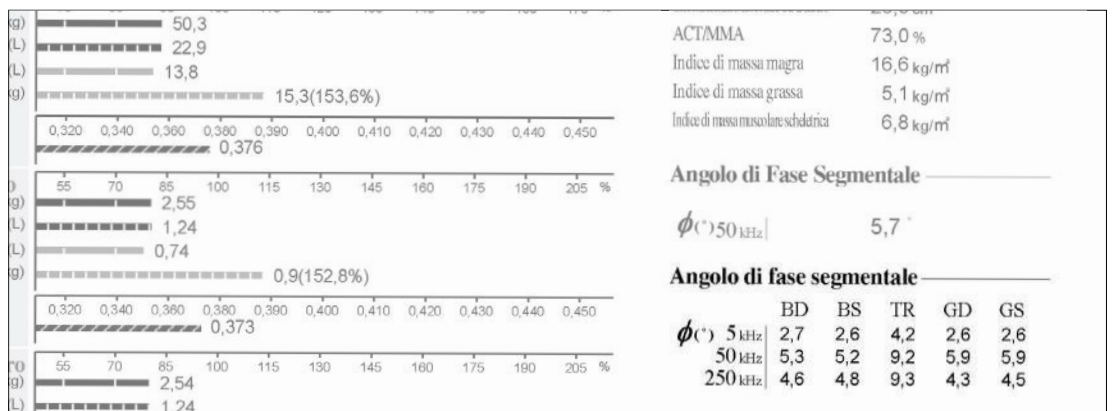 kg)
50,3
(L)
22,9
(L)
13,8
kg)
15,3(153,6%)
0,320 0,340 0,360 0,380 0,390 0,400 0,410 0,420 0,430 0,440 0,450
0,376
55 70 85 100 115 130 145 160 175 190 205 %
kg)
2,55
(L)
1,24
(L)
0,74
kg)
0,9(152,8%)
0,320 0,340 0,360 0,380 0,390 0,400 0,410 0,420 0,430 0,440 0,450
0,373
55 70 85 100 115 130 145 160 175 190 205 %
2,54
(L)
1,24
ACT/MMA 73,0 %
Indice di massa magra 16,6 kg/㎡
Indice di massa grassa 5,1 kg/㎡
Indice di massa muscolare scheletrica 6,8 kg/㎡
Angolo di Fase Segmentale
ϕ(°) 50 kHz| 5,7 °
Angolo di fase segmentale
BD BS TR GD GS
ϕ(°) 5 kHz 2,7 2,6 4,2 2,6 2,6
50 kHz 5,3 5,2 9,2 5,9 5,9
250 kHz 4,6 4,8 9,3 4,3 4,5